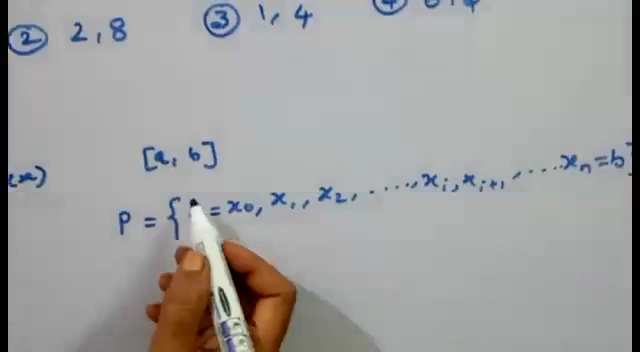 ② 2, 8 ③ 1, 4
(x)
[a, b]
P = { = x₀, x₁, x₂, ....., xᵢ, xᵢ₊₁, .... xₙ = b}